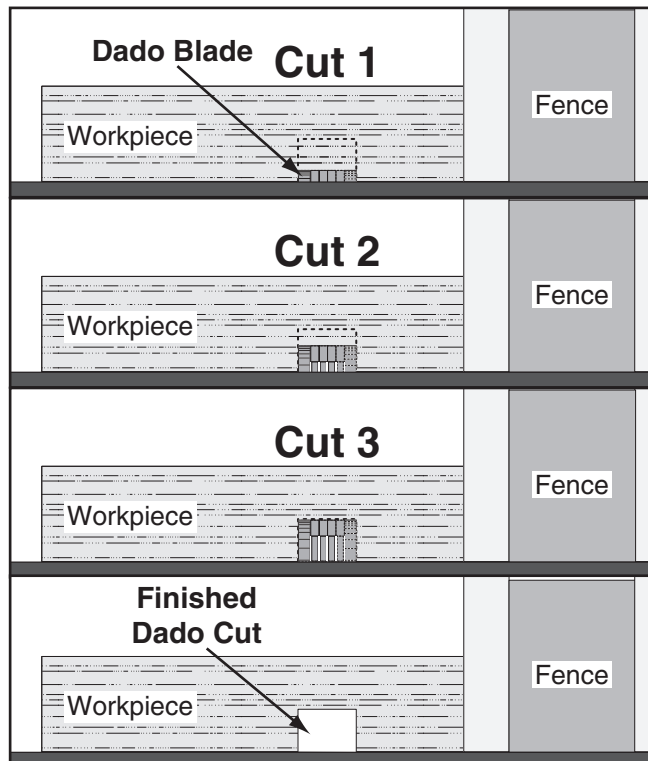 Dado Blade
Cut 1
Workpiece
Fence
Cut 2
Workpiece
Fence
Cut 3
Workpiece
Fence
Finished
Dado Cut
Workpiece
Fence